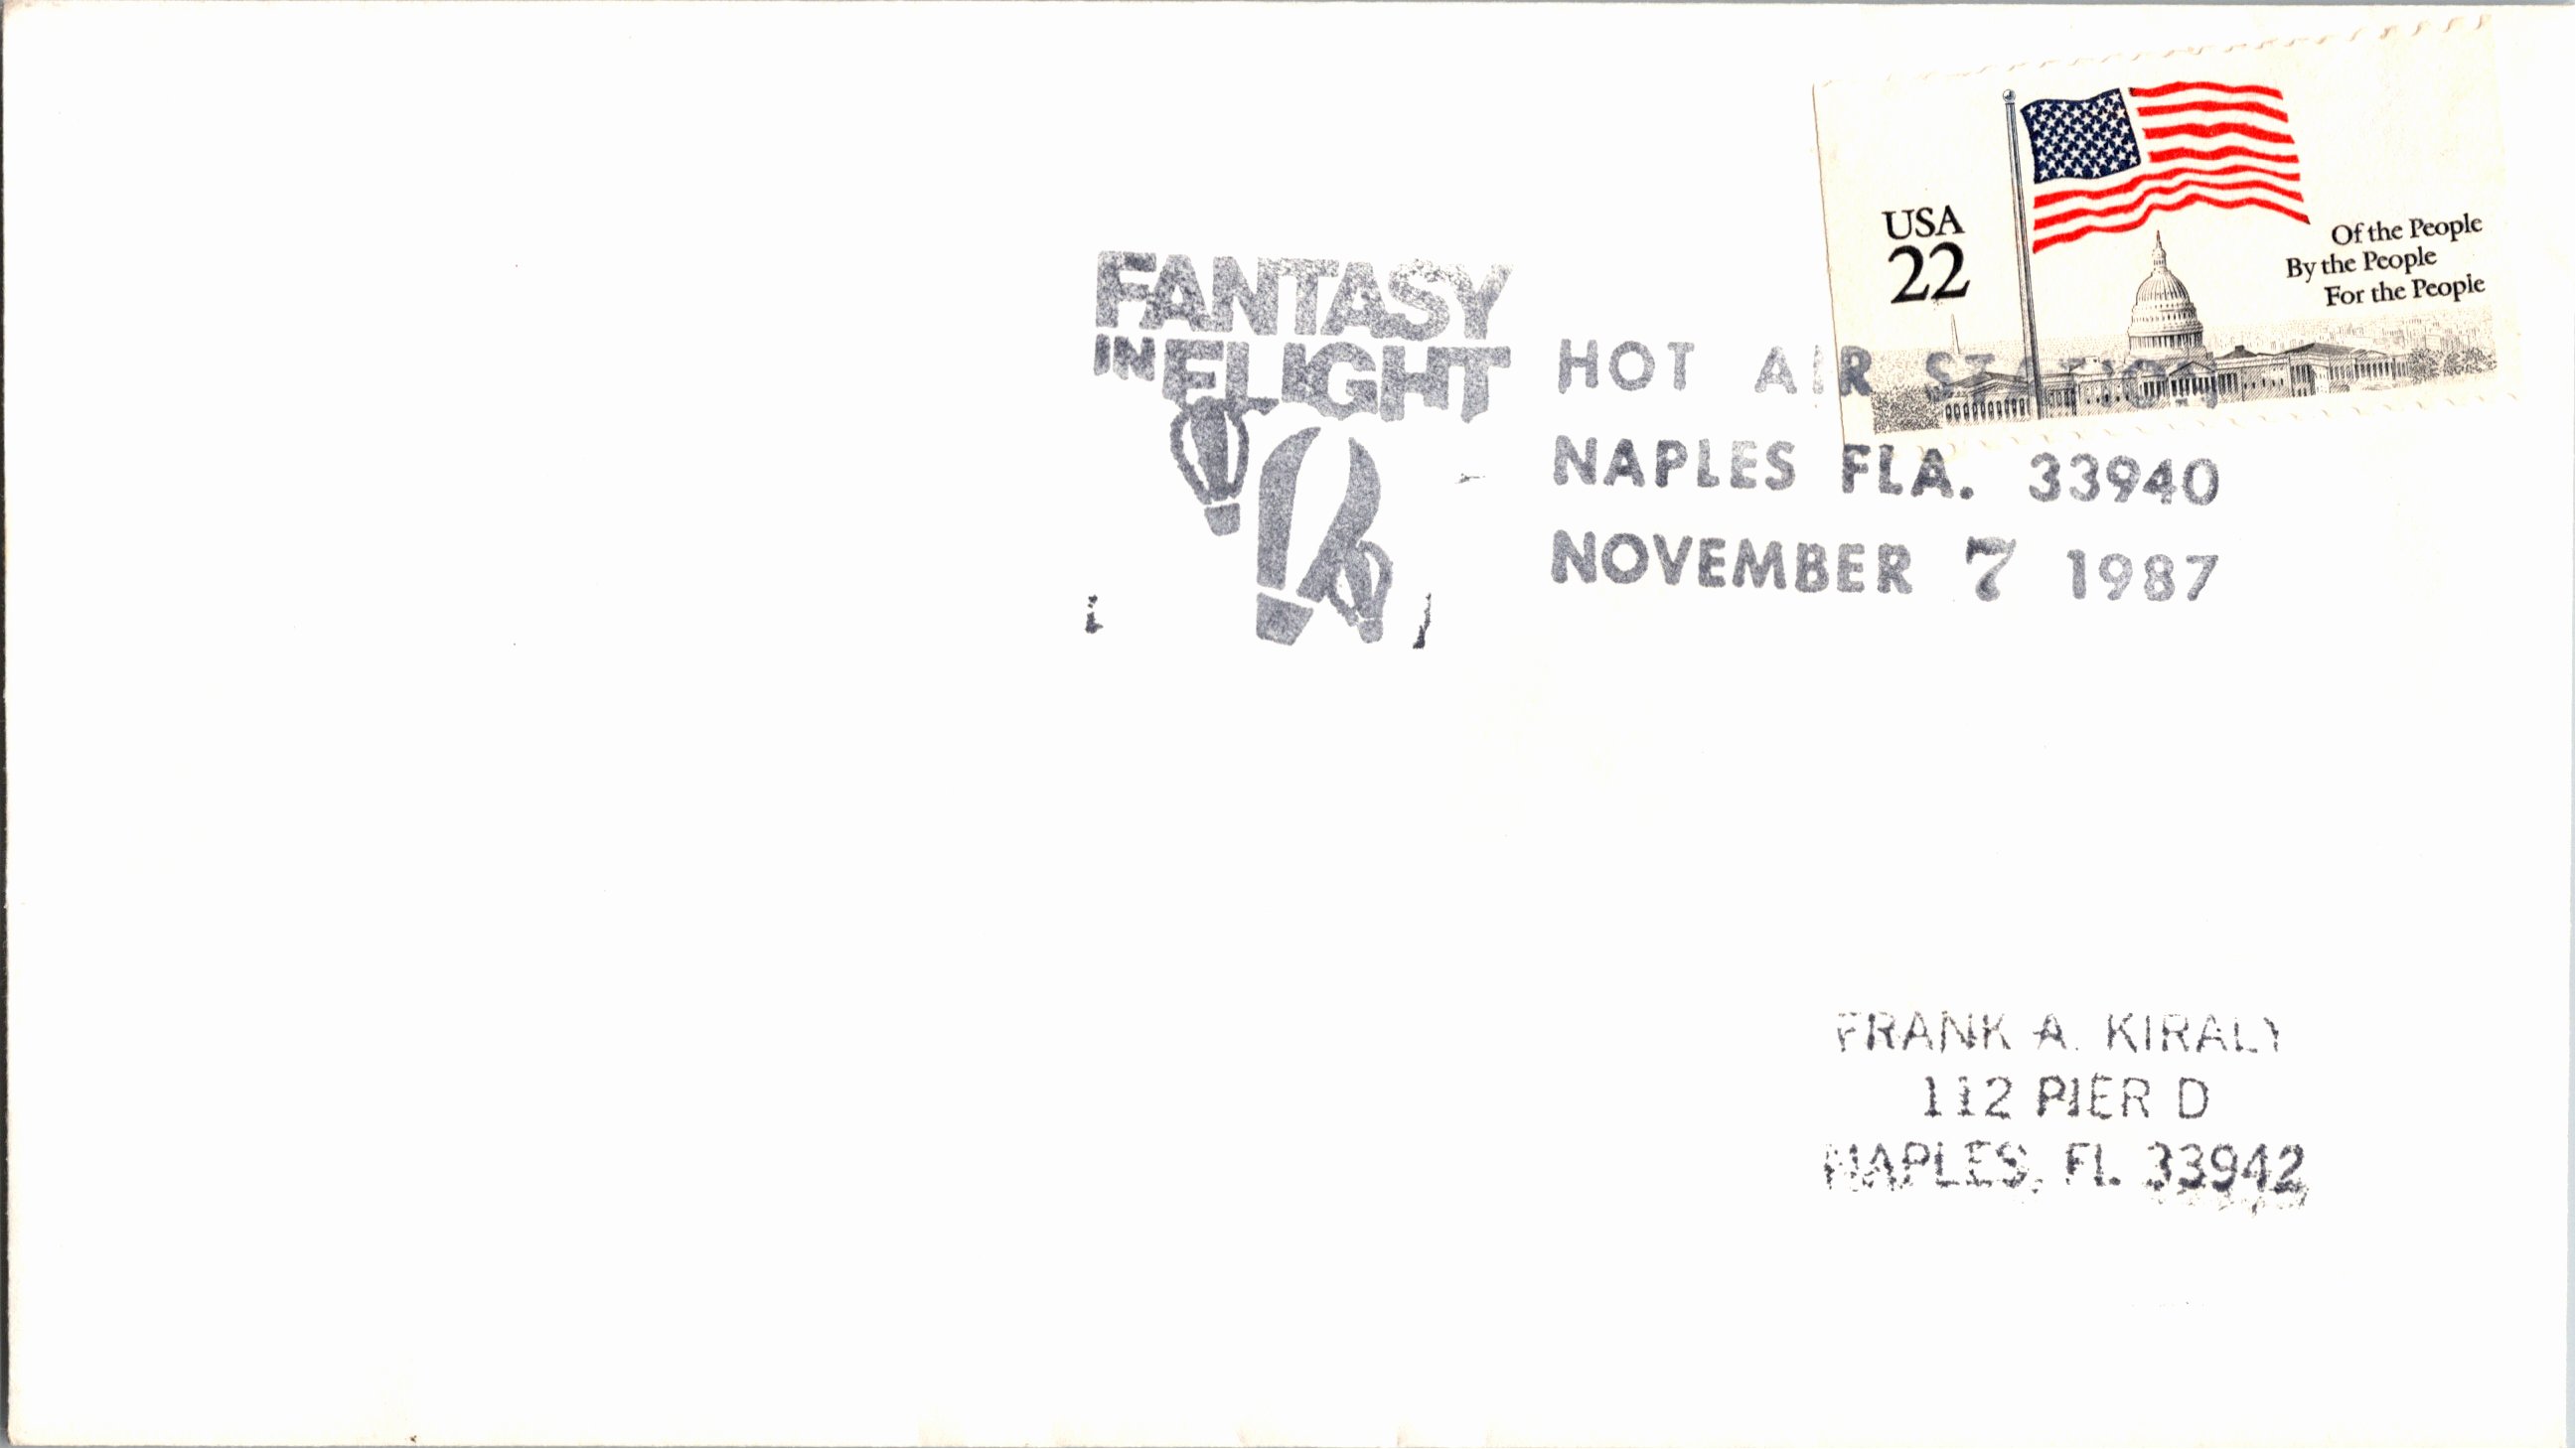 FANTASY
IN FLIGHT
HOT AIR STATION
NAPLES FLA. 33940
NOVEMBER 7 1987
USA
22
Of the People
By the People
For the People
FRANK A. KIRALY
112 PIER D
NAPLES, FL 33942